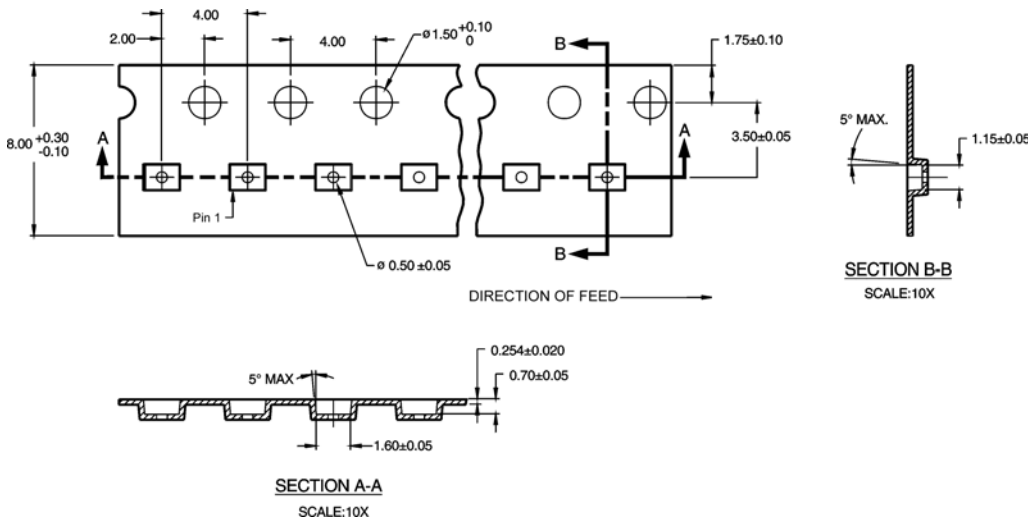 4.00
2.00
4.00
ø1.50 +0.10
0
B
1.75±0.10
8.00 +0.30
-0.10
A
A
3.50±0.05
5° MAX.
1.15±0.05
Pin 1
ø 0.50 ±0.05
B
DIRECTION OF FEED
SECTION B-B
SCALE:10X
5° MAX
0.254±0.020
0.70±0.05
1.60±0.05
SECTION A-A
SCALE:10X